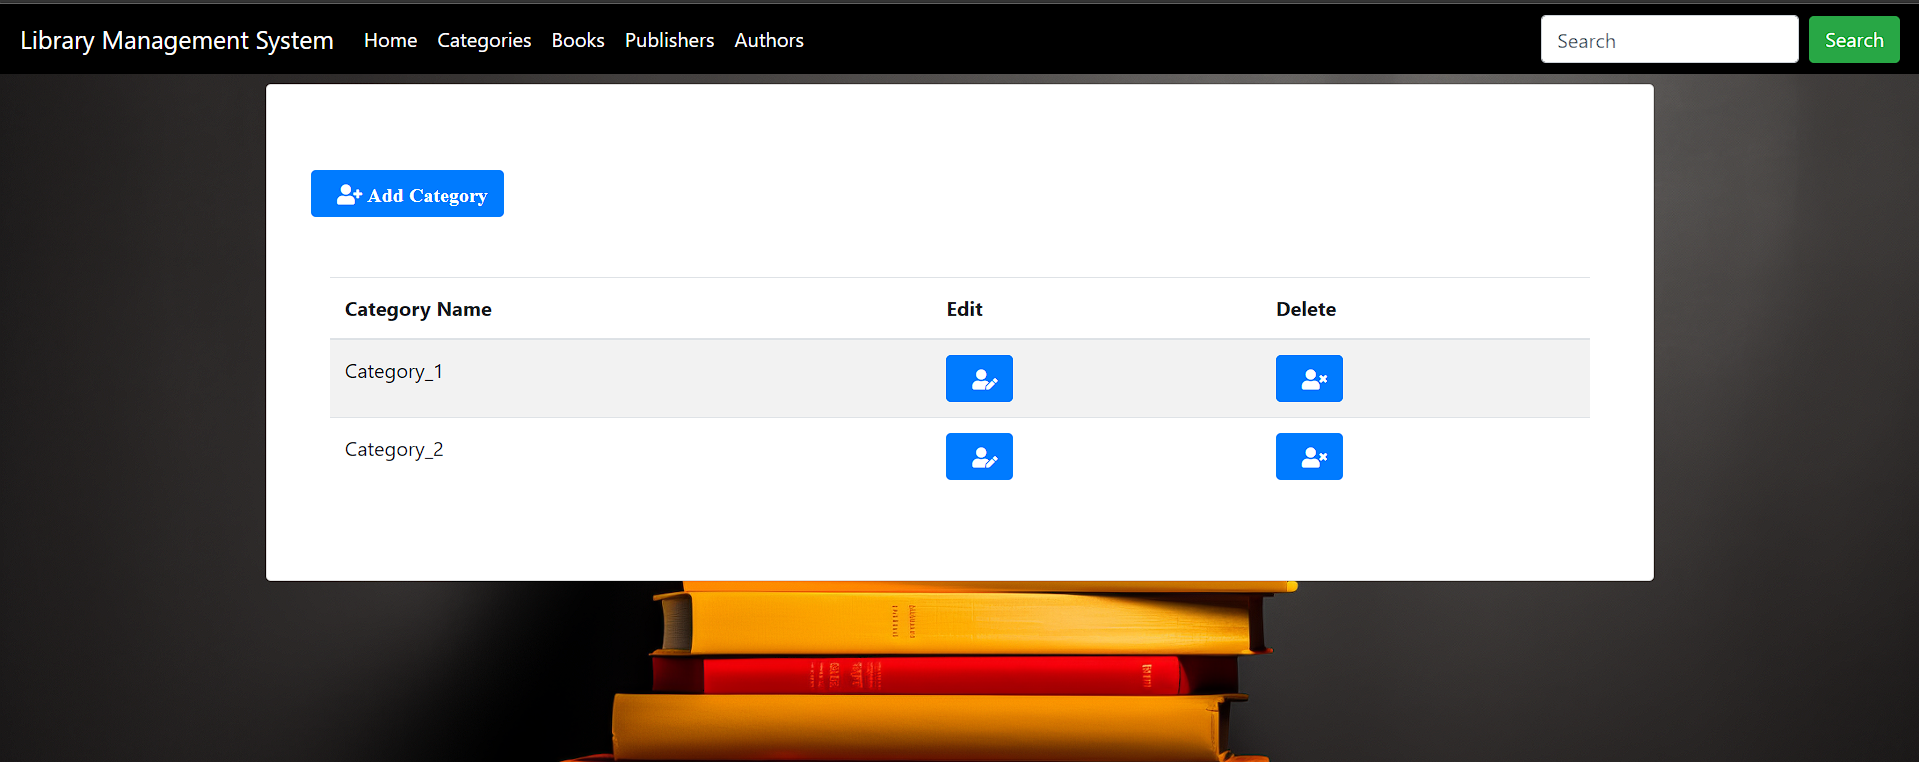 Library Management System Home Categories Books Publishers Authors Search Search
Add Category
Category Name Edit Delete
Category_1
Category_2